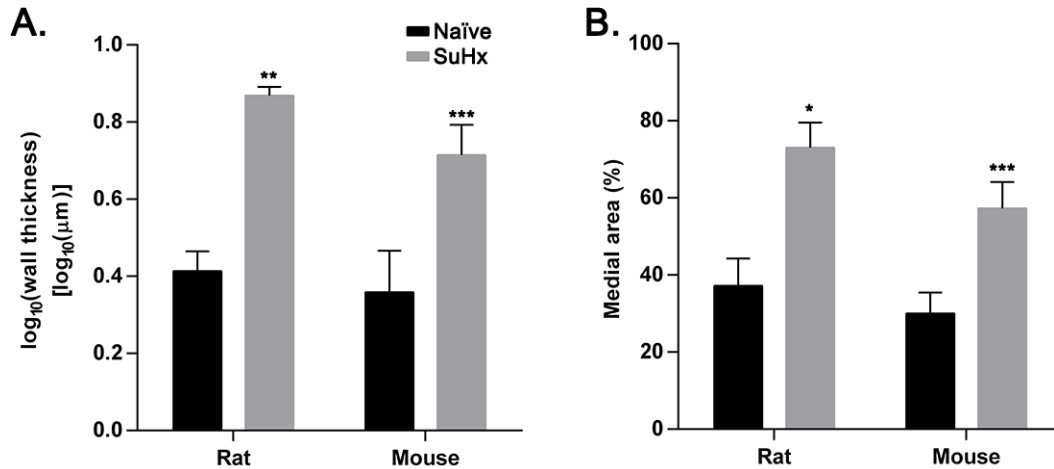 A.
log₁₀(wall thickness)
[log₁₀(μm)]
1.0
0.8
0.6
0.4
0.2
0.0
Naïve
SuHx
**
***
Rat
Mouse
B.
Medial area (%)
100
80
60
40
20
0
*
***
Rat
Mouse